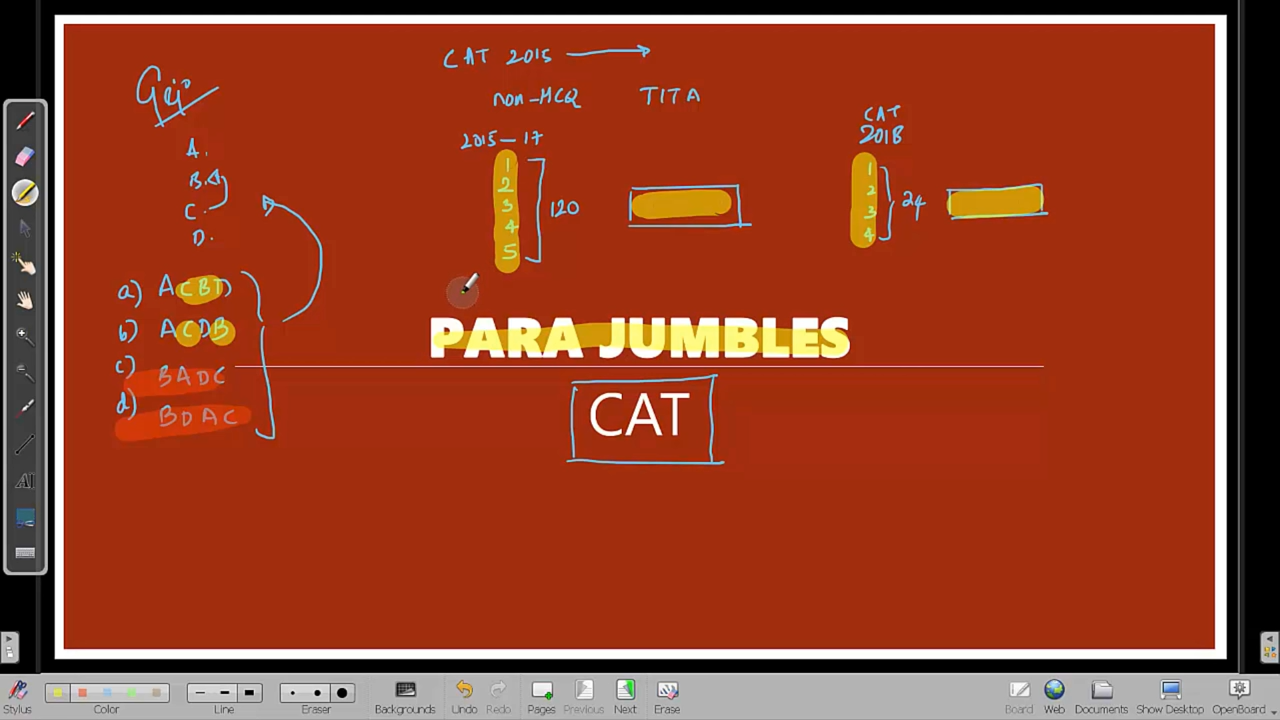 CAT 2015
non-MCQ TITA
2015-17
1
2
3
4
5
120
CAT
2018
1
2
3
4
24
A.
B.
C.
D.
a) ACBD
b) ACDB
c) BADC
d) BDAC
PARA JUMBLES
CAT
AI
Stylus
Color
Line
Eraser
Backgrounds
Undo
Redo
Pages
Previous
Next
Erase
Board
Web
Documents
Show Desktop
OpenBoard